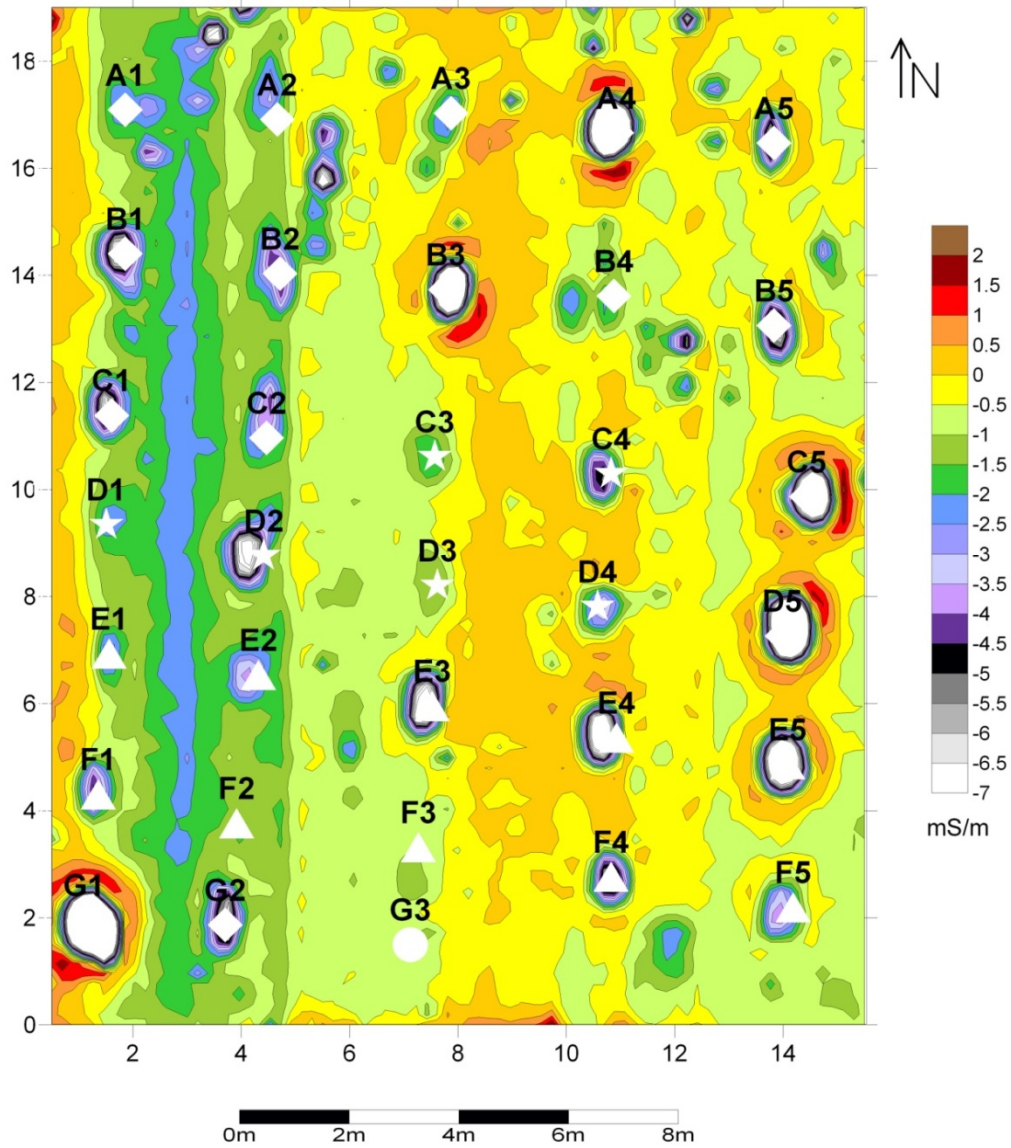 N
18
A1 A2 A3 A4 A5
16
B1 B2 B3 B4 B5
14
12
C1 C2 C3 C4 C5
10
D1 D2 D3 D4 D5
8
E1 E2 E3 E4 E5
6
F1 F2 F3 F4 F5
4
G1 G2 G3
2
0
2 4 6 8 10 12 14
2
1.5
1
0.5
0
-0.5
-1
-1.5
-2
-2.5
-3
-3.5
-4
-4.5
-5
-5.5
-6
-6.5
-7
mS/m
0m 2m 4m 6m 8m